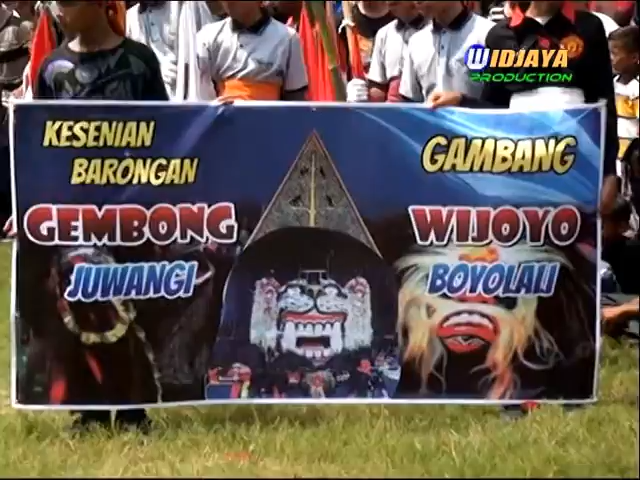 WIDJAYA
PRODUCTION
KESENIAN
BARONGAN
GAMBANG
GEMBONG
WIJOYO
JUWANGI
BOYOLALI